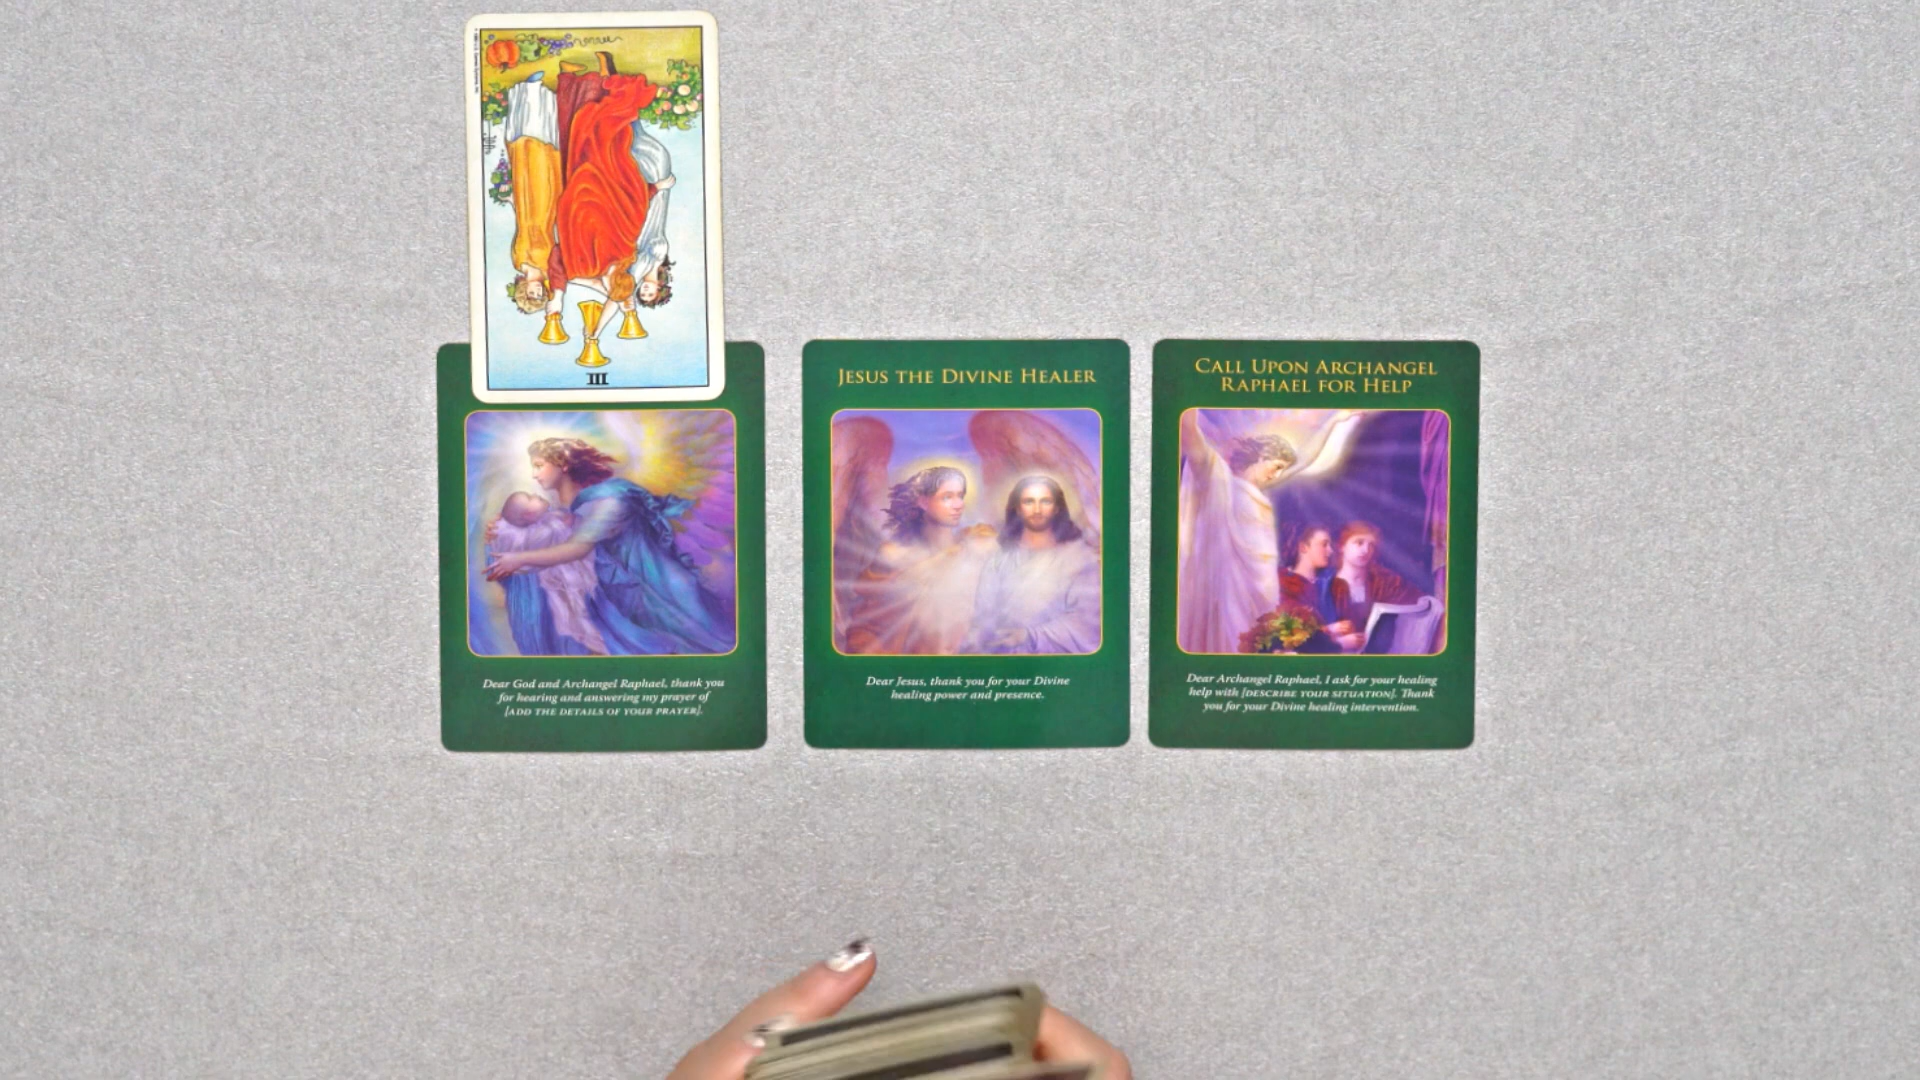 III
JESUS THE DIVINE HEALER
CALL UPON ARCHANGEL
RAPHAEL FOR HELP
Dear God and Archangel Raphael, thank you
for hearing and answering my prayer of
[ADD THE DETAILS OF YOUR PRAYER].
Dear Jesus, thank you for your Divine
healing power and presence.
Dear Archangel Raphael, I ask for your healing
help with [DESCRIBE YOUR SITUATION]. Thank
you for your Divine healing intervention.